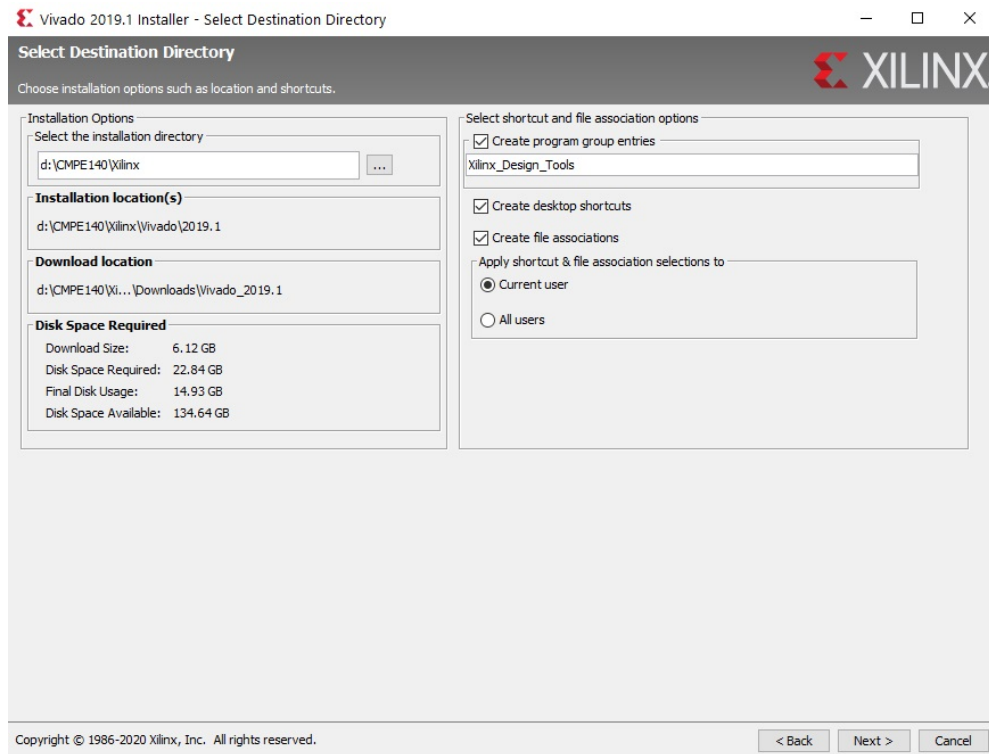 Vivado 2019.1 Installer - Select Destination Directory
Select Destination Directory
Choose installation options such as location and shortcuts.
XILINX
Installation Options
Select the installation directory
d:\CMPE140\Xilinx
...
Installation location(s)
d:\CMPE140\Xilinx\Vivado\2019.1
Download location
d:\CMPE140\Xi...\Downloads\Vivado_2019.1
Disk Space Required
Download Size: 6.12 GB
Disk Space Required: 22.84 GB
Final Disk Usage: 14.93 GB
Disk Space Available: 134.64 GB
Select shortcut and file association options
Create program group entries
Xilinx_Design_Tools
Create desktop shortcuts
Create file associations
Apply shortcut & file association selections to
Current user
All users
Copyright © 1986-2020 Xilinx, Inc. All rights reserved.
< Back
Next >
Cancel